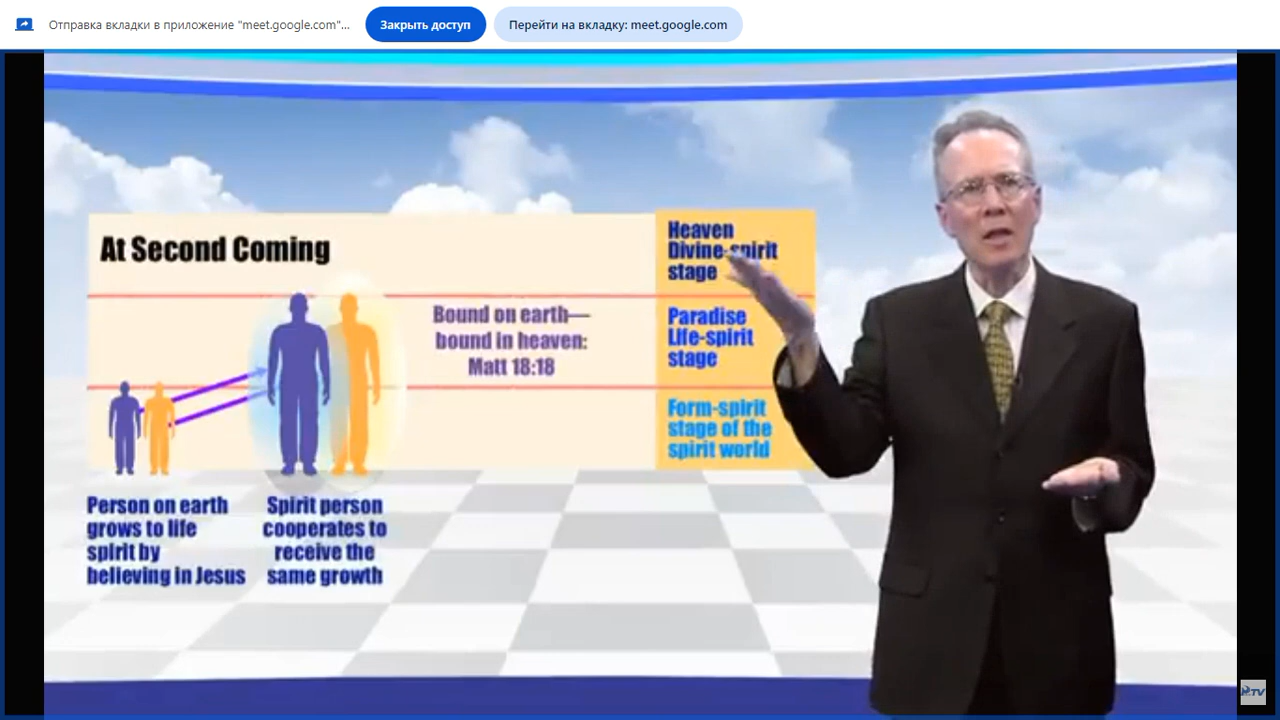 Отправка вкладки в приложение "meet.google.com"...
Закрыть доступ
Перейти на вкладку: meet.google.com
At Second Coming
Heaven
Divine-spirit
stage
Bound on earth—
bound in heaven:
Matt 18:18
Paradise
Life-spirit
stage
Form-spirit
stage of the
spirit world
Person on earth
grows to life
spirit by
believing in Jesus
Spirit person
cooperates to
receive the
same growth
TV